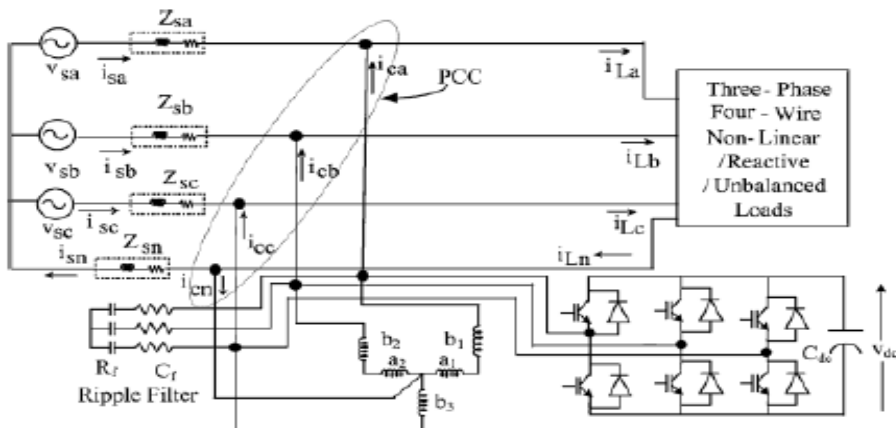 Zsa
vsa
isa
ica
PCC
iLa
Three- Phase
Four - Wire
Non- Linear
/Reactive
/ Unbalanced
Loads
Zsb
vsb
isb
icb
iLb
Zsc
vsc
isc
icc
iLc
isn
Zsn
icn
iLn
b2
b1
a2
a1
b3
Rf
Cf
Ripple Filter
Cdc
vdc